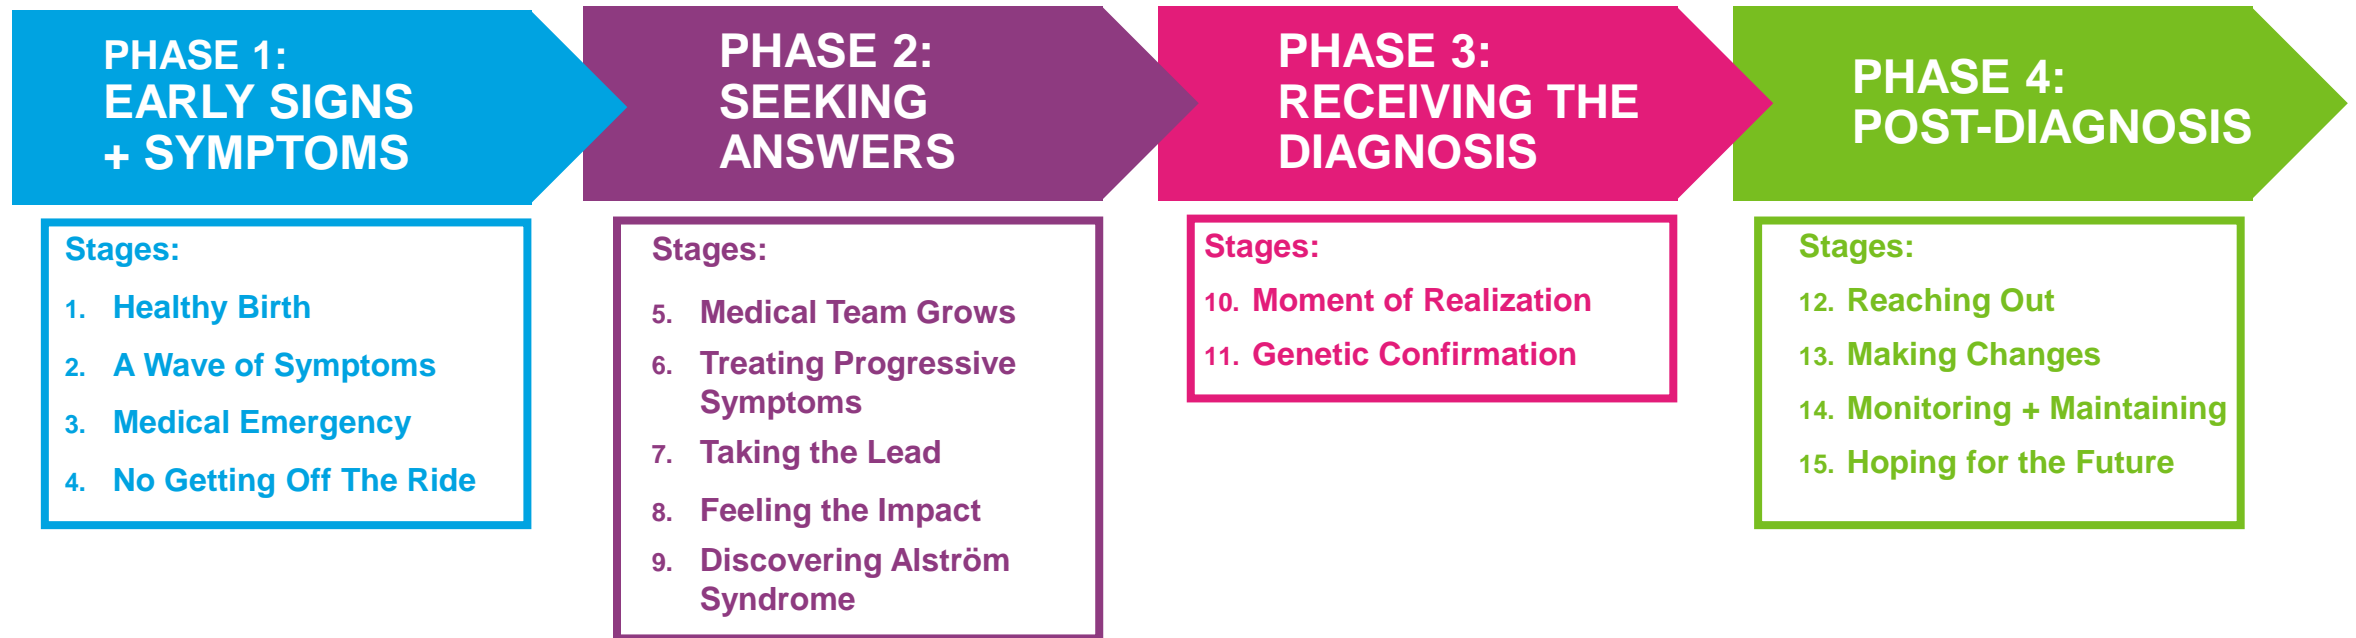 PHASE 1:
EARLY SIGNS
+ SYMPTOMS
Stages:
1. Healthy Birth
2. A Wave of Symptoms
3. Medical Emergency
4. No Getting Off The Ride
PHASE 2:
SEEKING
ANSWERS
Stages:
5. Medical Team Grows
6. Treating Progressive
Symptoms
7. Taking the Lead
8. Feeling the Impact
9. Discovering Alström
Syndrome
PHASE 3:
RECEIVING THE
DIAGNOSIS
Stages:
10. Moment of Realization
11. Genetic Confirmation
PHASE 4:
POST-DIAGNOSIS
Stages:
12. Reaching Out
13. Making Changes
14. Monitoring + Maintaining
15. Hoping for the Future